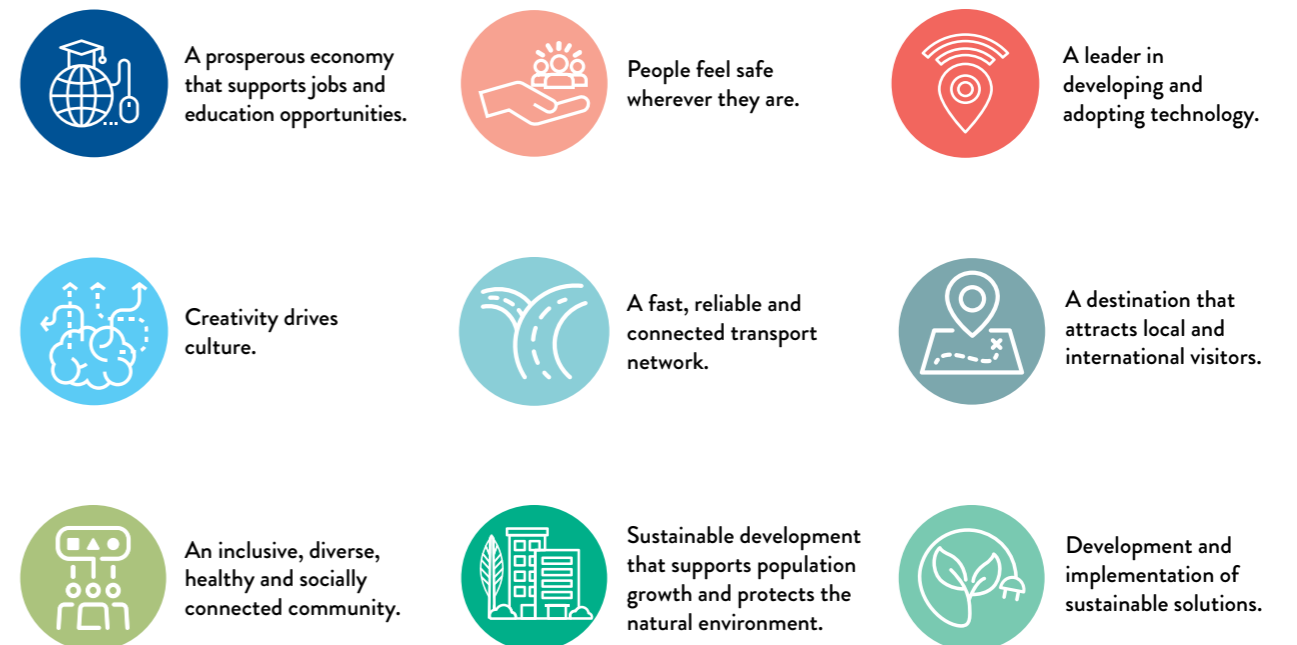 A prosperous economy
that supports jobs and
education opportunities.
People feel safe
wherever they are.
A leader in
developing and
adopting technology.
Creativity drives
culture.
A fast, reliable and
connected transport
network.
A destination that
attracts local and
international visitors.
An inclusive, diverse,
healthy and socially
connected community.
Sustainable development
that supports population
growth and protects the
natural environment.
Development and
implementation of
sustainable solutions.